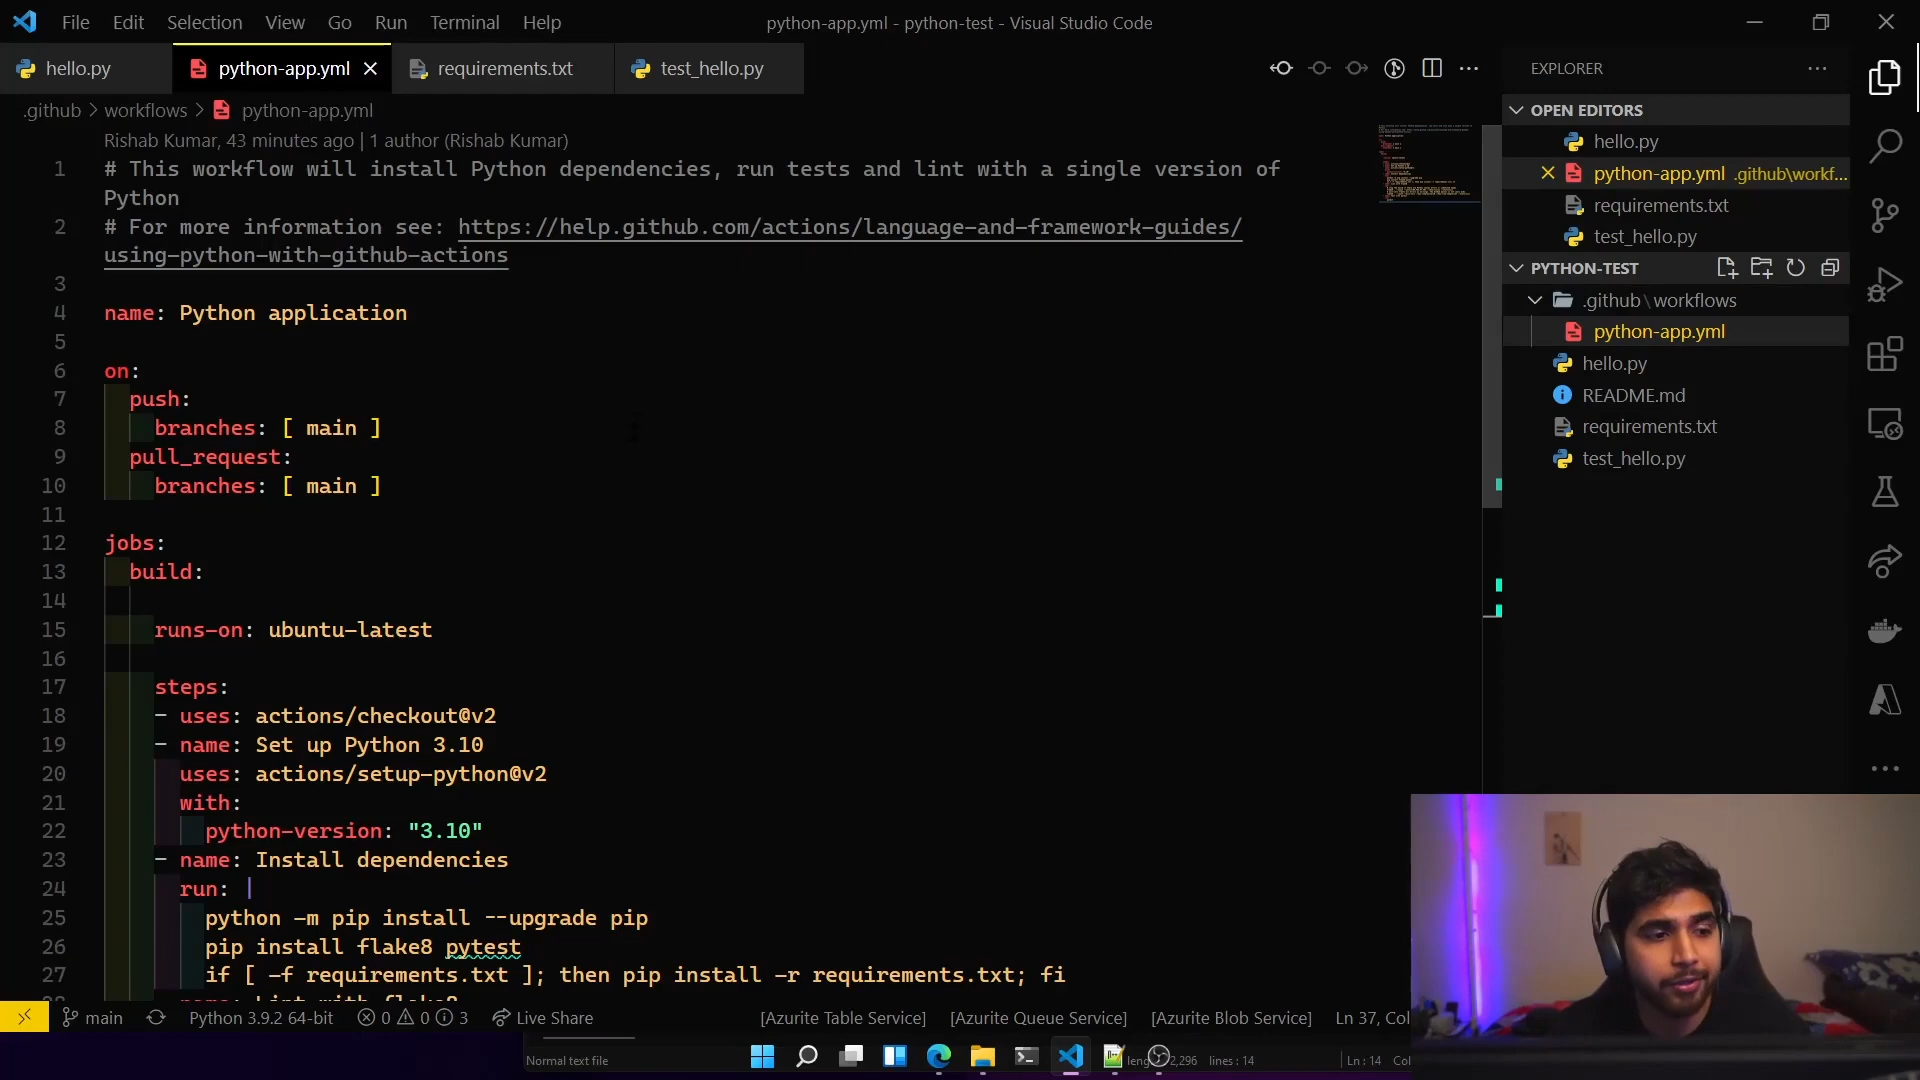 File Edit Selection View Go Run Terminal Help
python-app.yml - python-test - Visual Studio Code
hello.py
python-app.yml
requirements.txt
test_hello.py
.github > workflows > python-app.yml
Rishab Kumar, 43 minutes ago | 1 author (Rishab Kumar)
1 # This workflow will install Python dependencies, run tests and lint with a single version of
Python
2 # For more information see: https://help.github.com/actions/language-and-framework-guides/
using-python-with-github-actions
3
4 name: Python application
5
6 on:
7 push:
8 branches: [ main ]
9 pull_request:
10 branches: [ main ]
11
12 jobs:
13 build:
14
15 runs-on: ubuntu-latest
16
17 steps:
18 - uses: actions/checkout@v2
19 - name: Set up Python 3.10
20 uses: actions/setup-python@v2
21 with:
22 python-version: "3.10"
23 - name: Install dependencies
24 run: |
25 python -m pip install --upgrade pip
26 pip install flake8 pytest
27 if [ -f requirements.txt ]; then pip install -r requirements.txt; fi
EXPLORER
OPEN EDITORS
hello.py
python-app.yml .github\workf...
requirements.txt
test_hello.py
PYTHON-TEST
.github\workflows
python-app.yml
hello.py
README.md
requirements.txt
test_hello.py
main Python 3.9.2 64-bit 0 0 3 Live Share [Azurite Table Service] [Azurite Queue Service] [Azurite Blob Service] Ln 37, Col
Normal text file
2,296 lines : 14 Ln : 14 Col